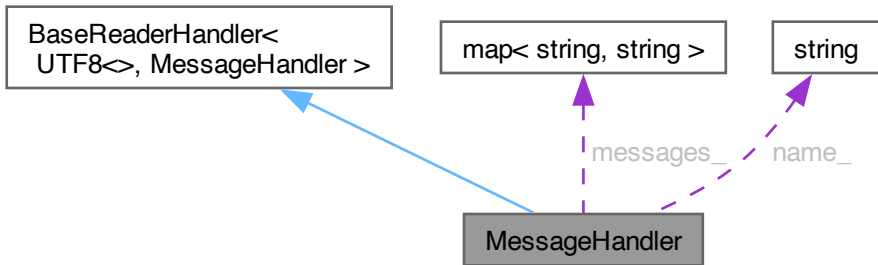 BaseReaderHandler<
UTF8<>, MessageHandler >
map< string, string >
string
messages_
name_
MessageHandler